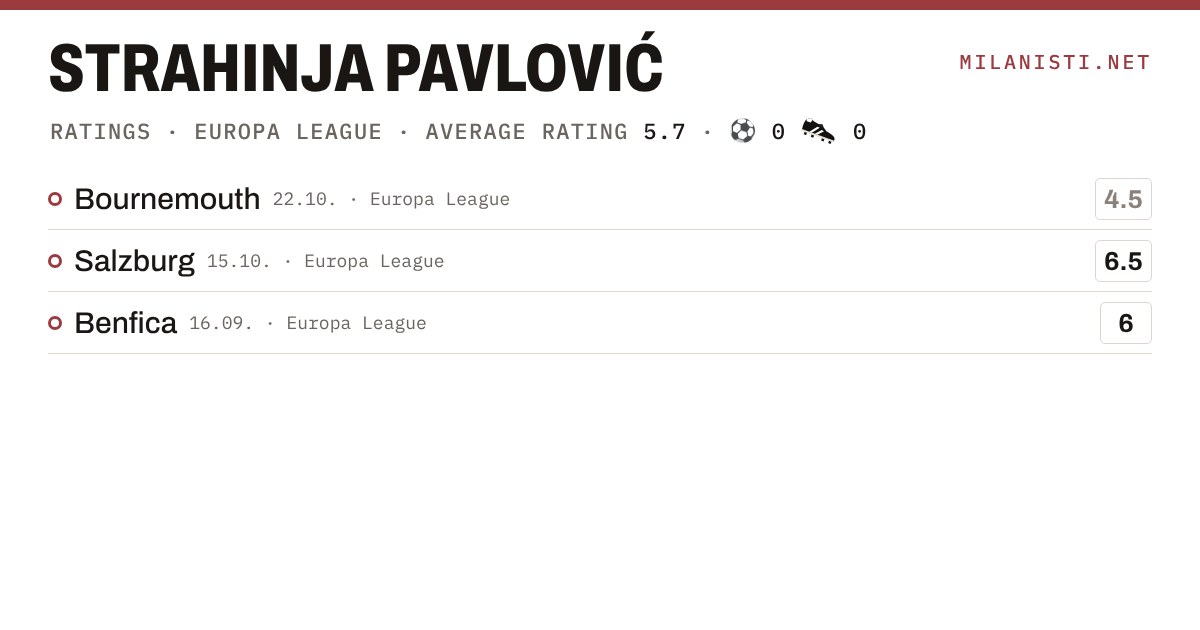 STRAHINJA PAVLOVIĆ
MILANISTI.NET
RATINGS · EUROPA LEAGUE · AVERAGE RATING 5.7 · ⚽ 0 0
Bournemouth 22.10. · Europa League 4.5
Salzburg 15.10. · Europa League 6.5
Benfica 16.09. · Europa League 6